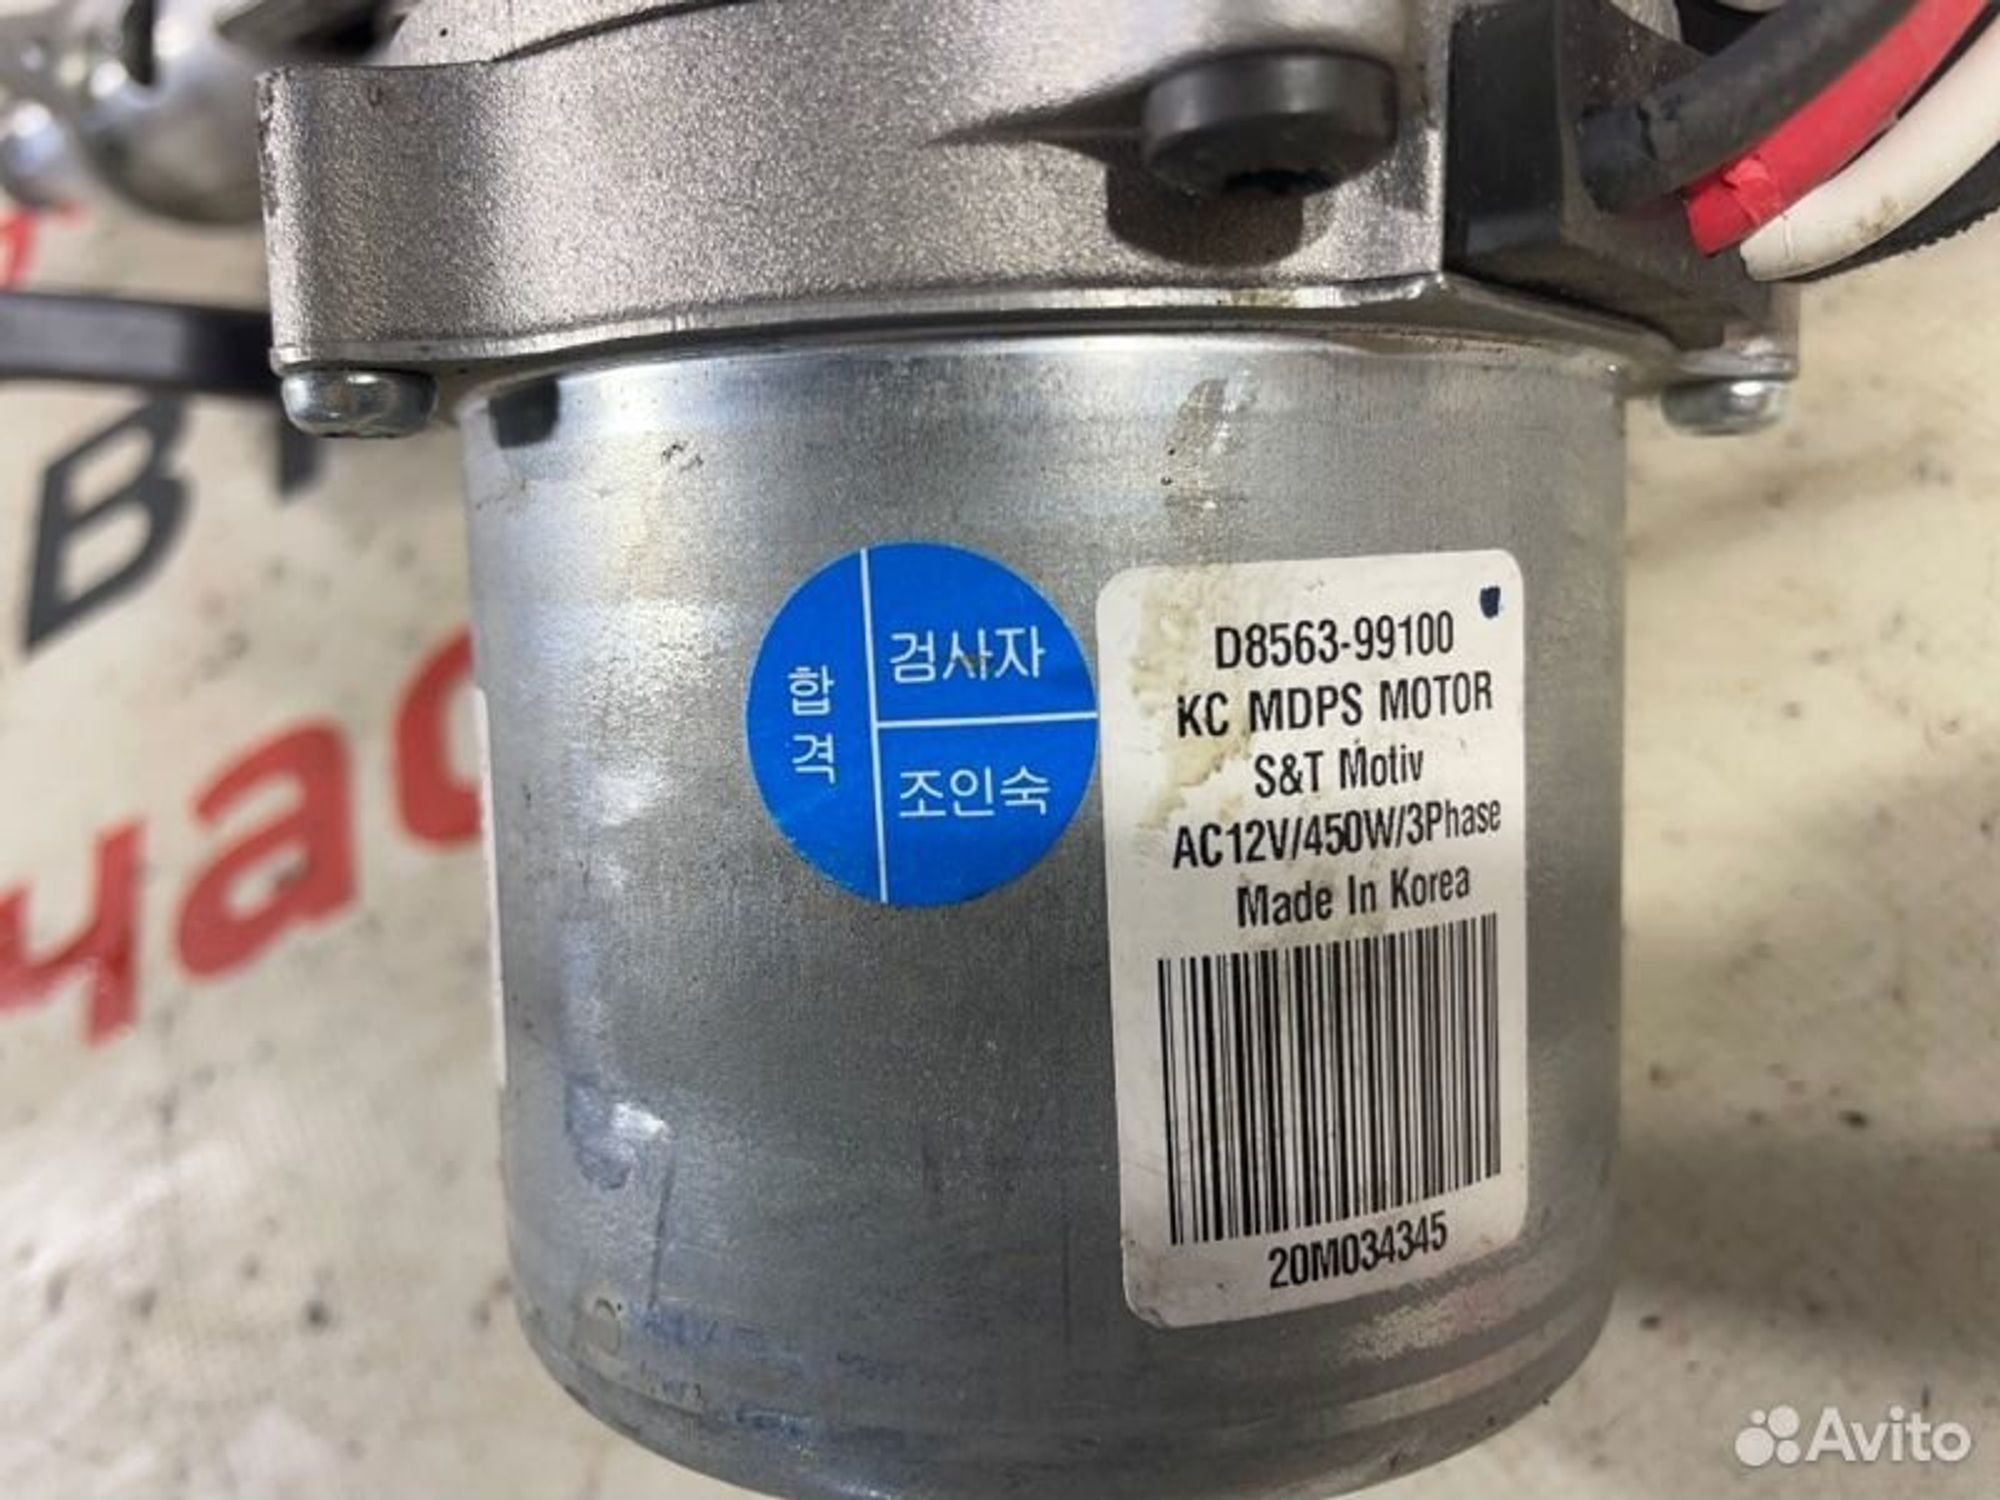 합격
검사자
조인숙
D8563-99100
KC MDPS MOTOR
S&T Motiv
AC12V/450W/3Phase
Made In Korea
20M034345
Avito